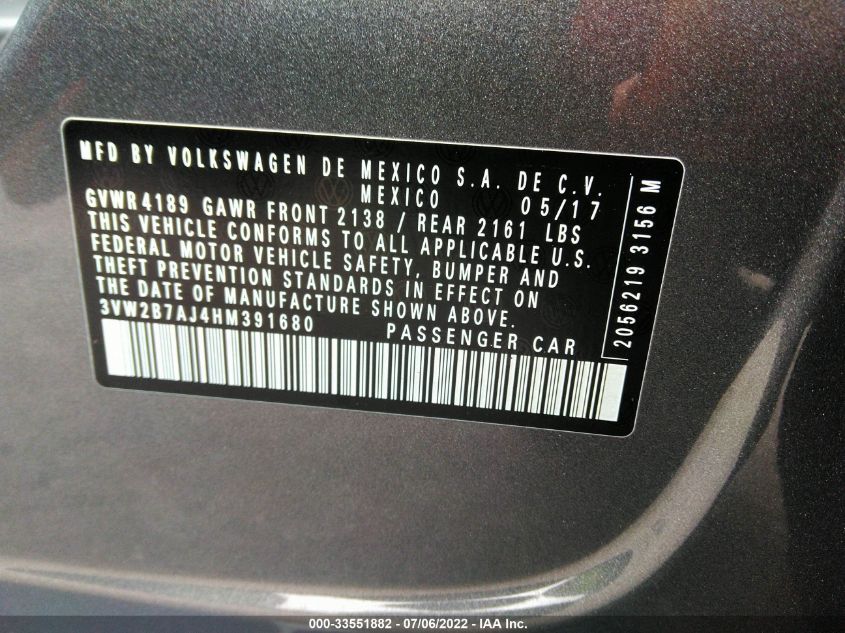 MFD BY VOLKSWAGEN DE MEXICO S.A. DE C.V.
MEXICO 05/17
GVWR 4189 GAWR FRONT 2138 / REAR 2161 LBS
THIS VEHICLE CONFORMS TO ALL APPLICABLE U.S.
FEDERAL MOTOR VEHICLE SAFETY, BUMPER AND
THEFT PREVENTION STANDARDS IN EFFECT ON
THE DATE OF MANUFACTURE SHOWN ABOVE.
3VW2B7AJ4HM391680 PASSENGER CAR
2056219 3156 M
000-33551882 - 07/06/2022 - IAA Inc.